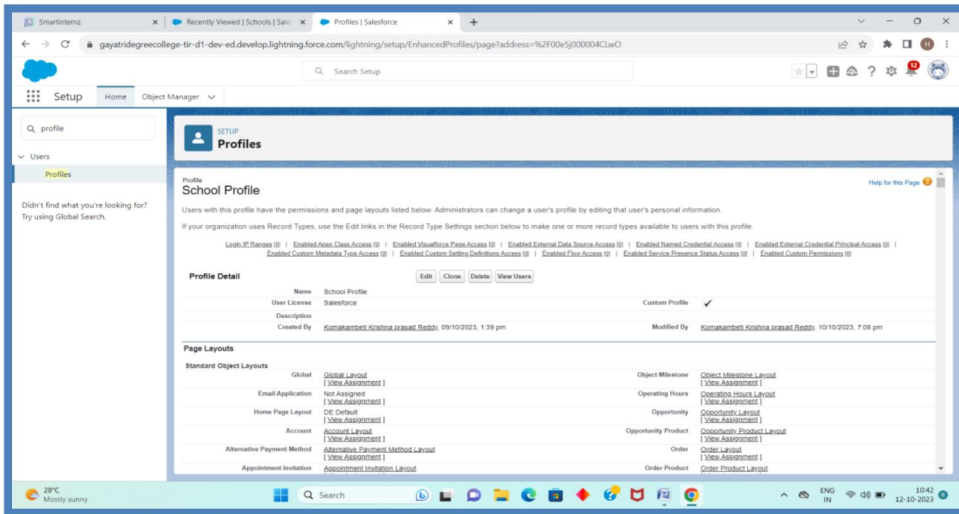 Smartinternz
Recently Viewed | Schools | Sale
Profiles | Salesforce
gayatridegreecollege-tir-d1-dev-ed.develop.lightning.force.com/lightning/setup/EnhancedProfiles/page?address=%2F00e5j000004CLwO
H
Search Setup
12
Setup
Home
Object Manager
profile
Users
Profiles
Didn't find what you're looking for?
Try using Global Search.
SETUP
Profiles
Profile
School Profile
Help for this Page
Users with this profile have the permissions and page layouts listed below. Administrators can change a user's profile by editing that user's personal information.
If your organization uses Record Types, use the Edit links in the Record Type Settings section below to make one or more record types available to users with this profile.
Login IP Ranges [0] | Enabled Apex Class Access [0] | Enabled Visualforce Page Access [0] | Enabled External Data Source Access [0] | Enabled Named Credential Access [0] | Enabled External Credential Principal Access [0] |
Enabled Custom Metadata Type Access [0] | Enabled Custom Setting Definitions Access [0] | Enabled Flow Access [0] | Enabled Service Presence Status Access [0] | Enabled Custom Permissions [0]
Profile Detail
Edit Clone Delete View Users
Name School Profile
User License Salesforce Custom Profile ✓
Description
Created By Komakambeti Krishna prasad Reddy, 09/10/2023, 1:39 pm Modified By Komakambeti Krishna prasad Reddy, 10/10/2023, 7:08 pm
Page Layouts
Standard Object Layouts
Global Global Layout Object Milestone Object Milestone Layout
[ View Assignment ] [ View Assignment ]
Email Application Not Assigned Operating Hours Operating Hours Layout
[ View Assignment ] [ View Assignment ]
Home Page Layout DE Default Opportunity Opportunity Layout
[ View Assignment ] [ View Assignment ]
Account Account Layout Opportunity Product Opportunity Product Layout
[ View Assignment ] [ View Assignment ]
Alternative Payment Method Alternative Payment Method Layout Order Order Layout
[ View Assignment ] [ View Assignment ]
Appointment Invitation Appointment Invitation Layout Order Product Order Product Layout
28°C
Mostly sunny
Search
ENG
IN
10:42
12-10-2023